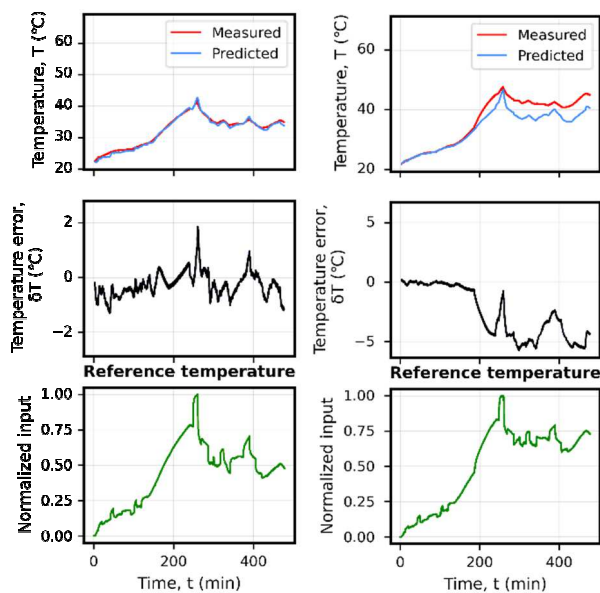 Temperature, T (°C)
60
50
40
30
20
Measured
Predicted
Temperature, T (°C)
60
40
20
Measured
Predicted
Temperature error,
δT (°C)
2
0
−2
Temperature error,
δT (°C)
5
0
−5
Reference temperature
Reference temperature
Normalized input
1.00
0.75
0.50
0.25
0.00
0
200
400
Time, t (min)
Normalized input
1.00
0.75
0.50
0.25
0.00
0
200
400
Time, t (min)